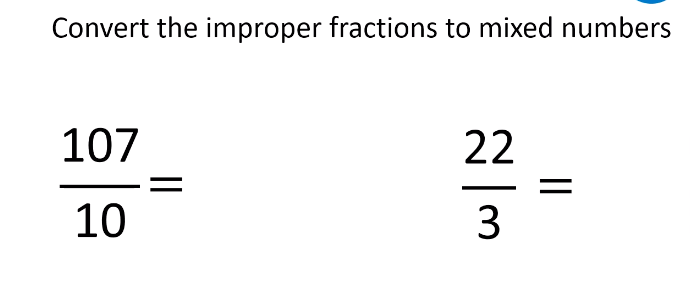 Convert the improper fractions to mixed numbers
107/10 =
22/3 =